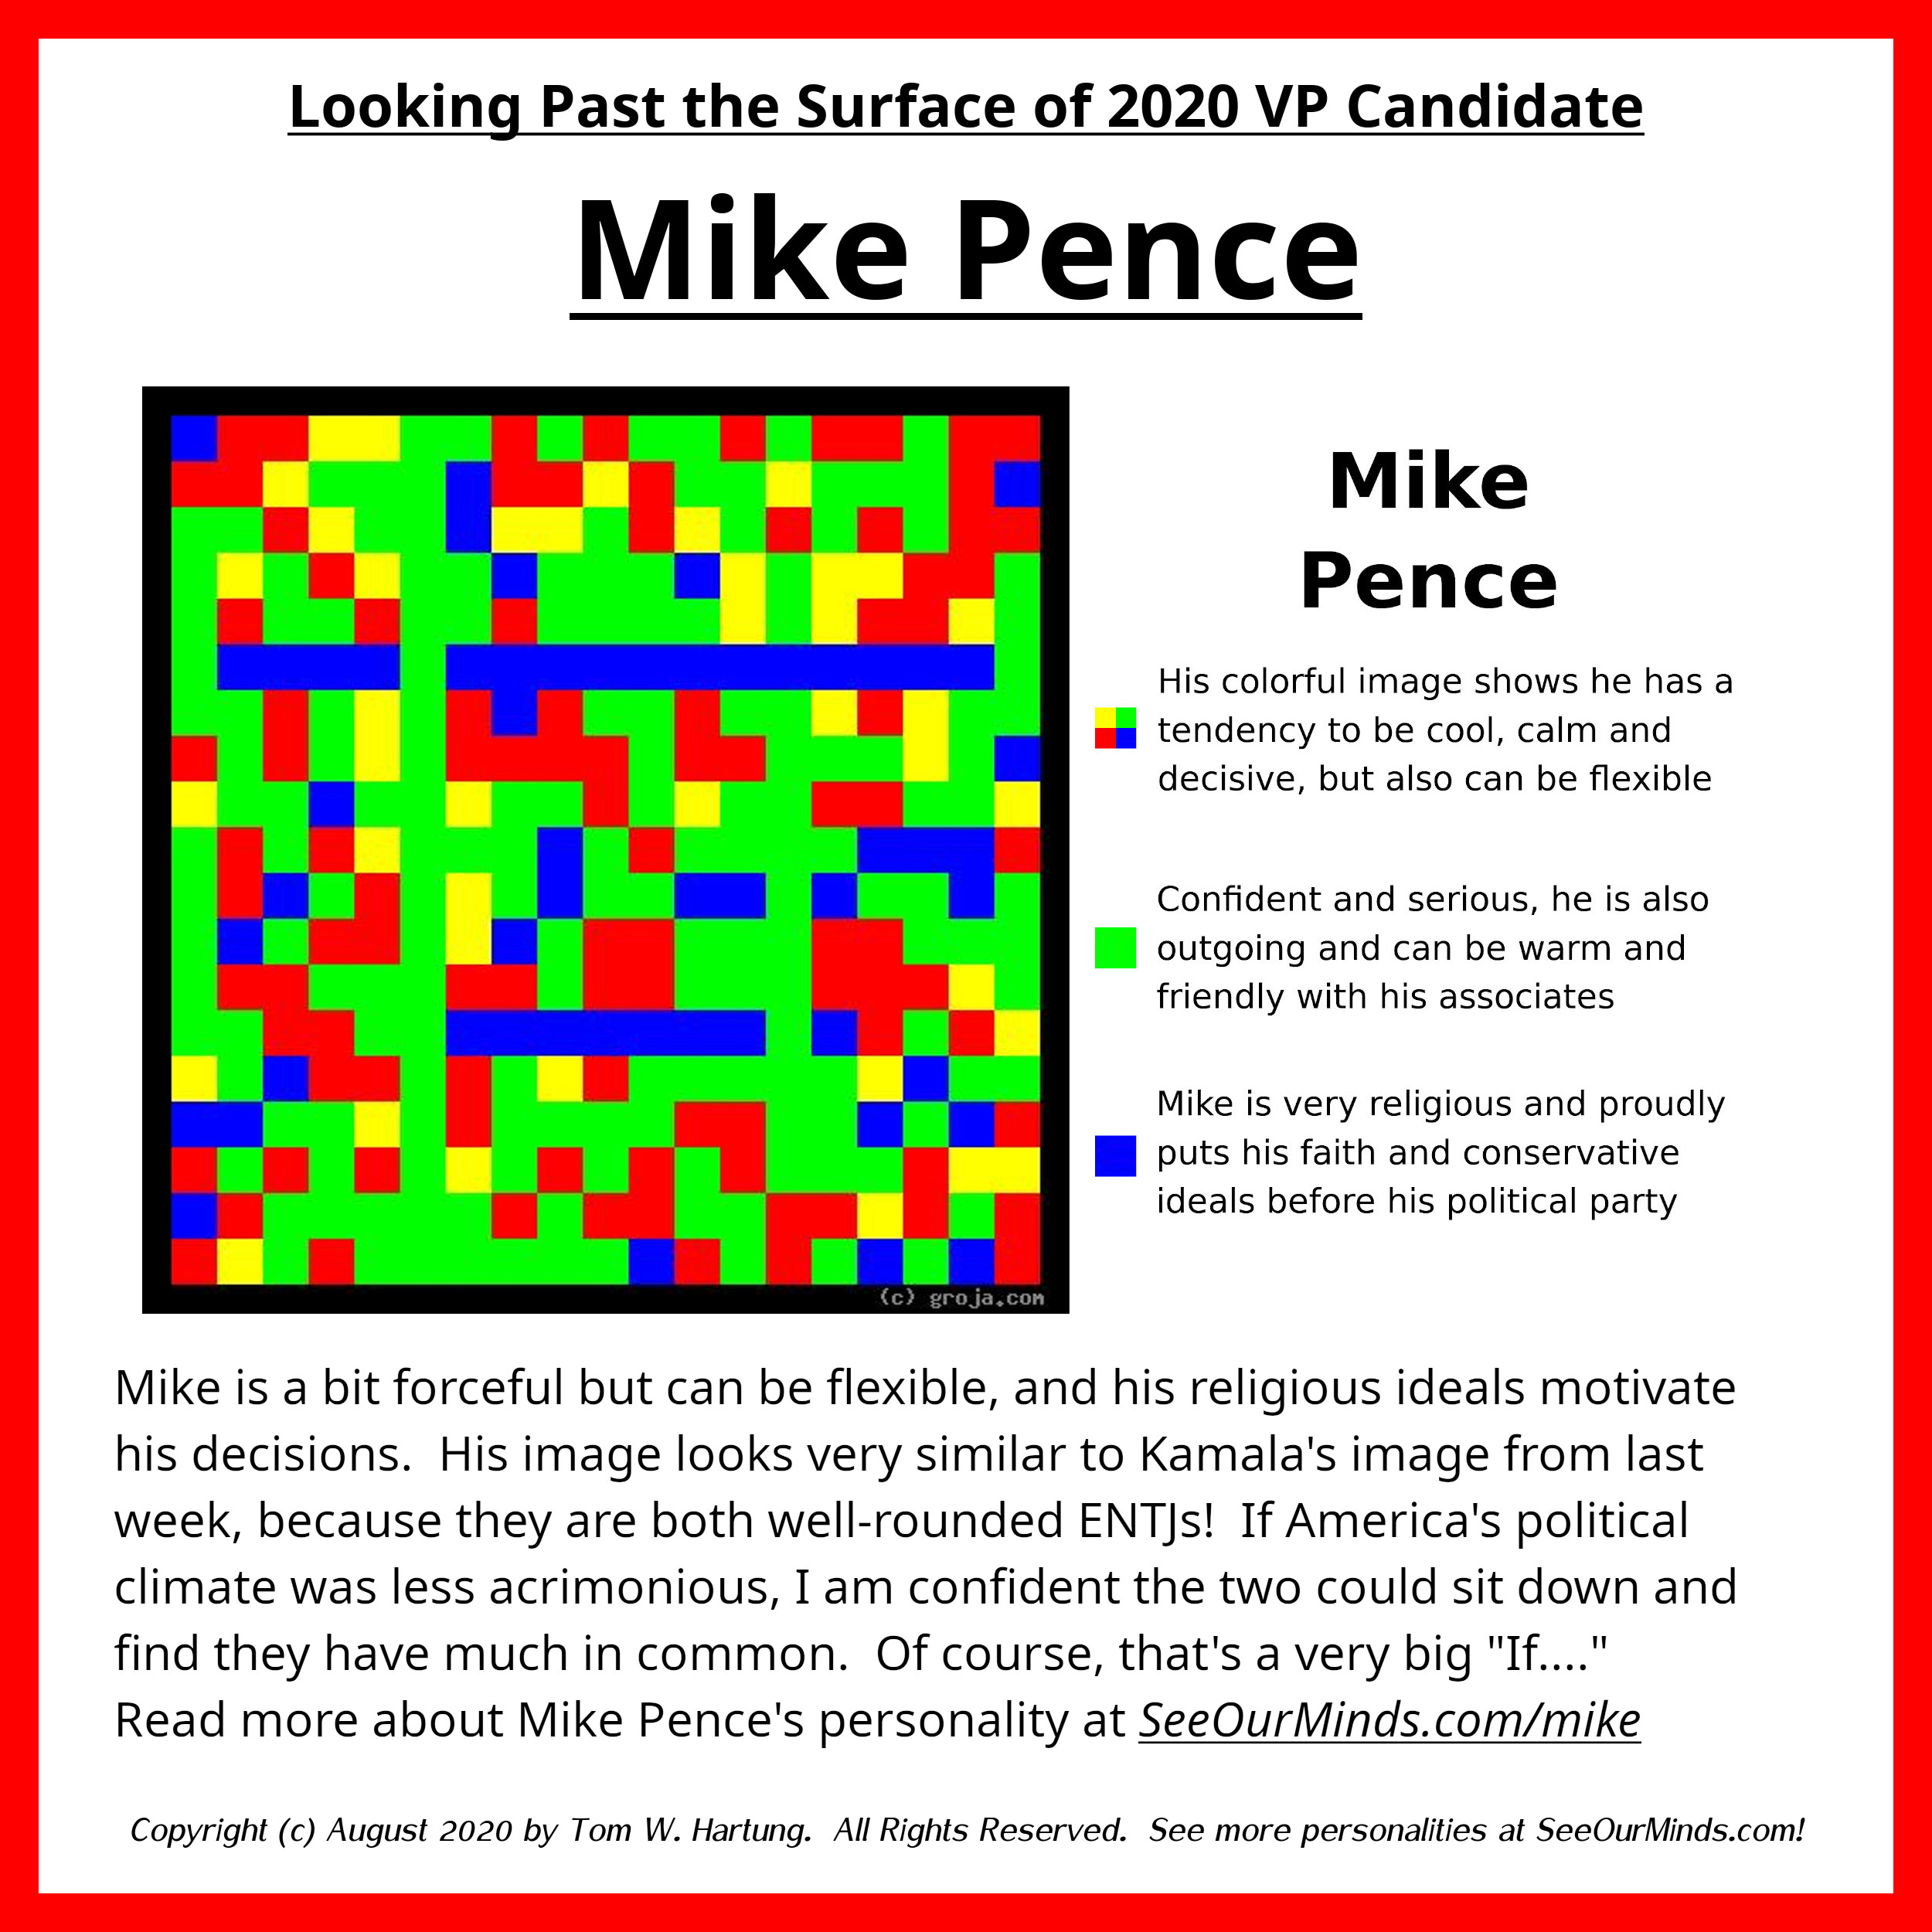 Looking Past the Surface of 2020 VP Candidate
Mike Pence
Mike
Pence
His colorful image shows he has a
tendency to be cool, calm and
decisive, but also can be flexible
Confident and serious, he is also
outgoing and can be warm and
friendly with his associates
Mike is very religious and proudly
puts his faith and conservative
ideals before his political party
(c) groja.com
Mike is a bit forceful but can be flexible, and his religious ideals motivate
his decisions.  His image looks very similar to Kamala's image from last
week, because they are both well-rounded ENTJs!  If America's political
climate was less acrimonious, I am confident the two could sit down and
find they have much in common.  Of course, that's a very big "If...."
Read more about Mike Pence's personality at SeeOurMinds.com/mike
Copyright (c) August 2020 by Tom W. Hartung.  All Rights Reserved.  See more personalities at SeeOurMinds.com!